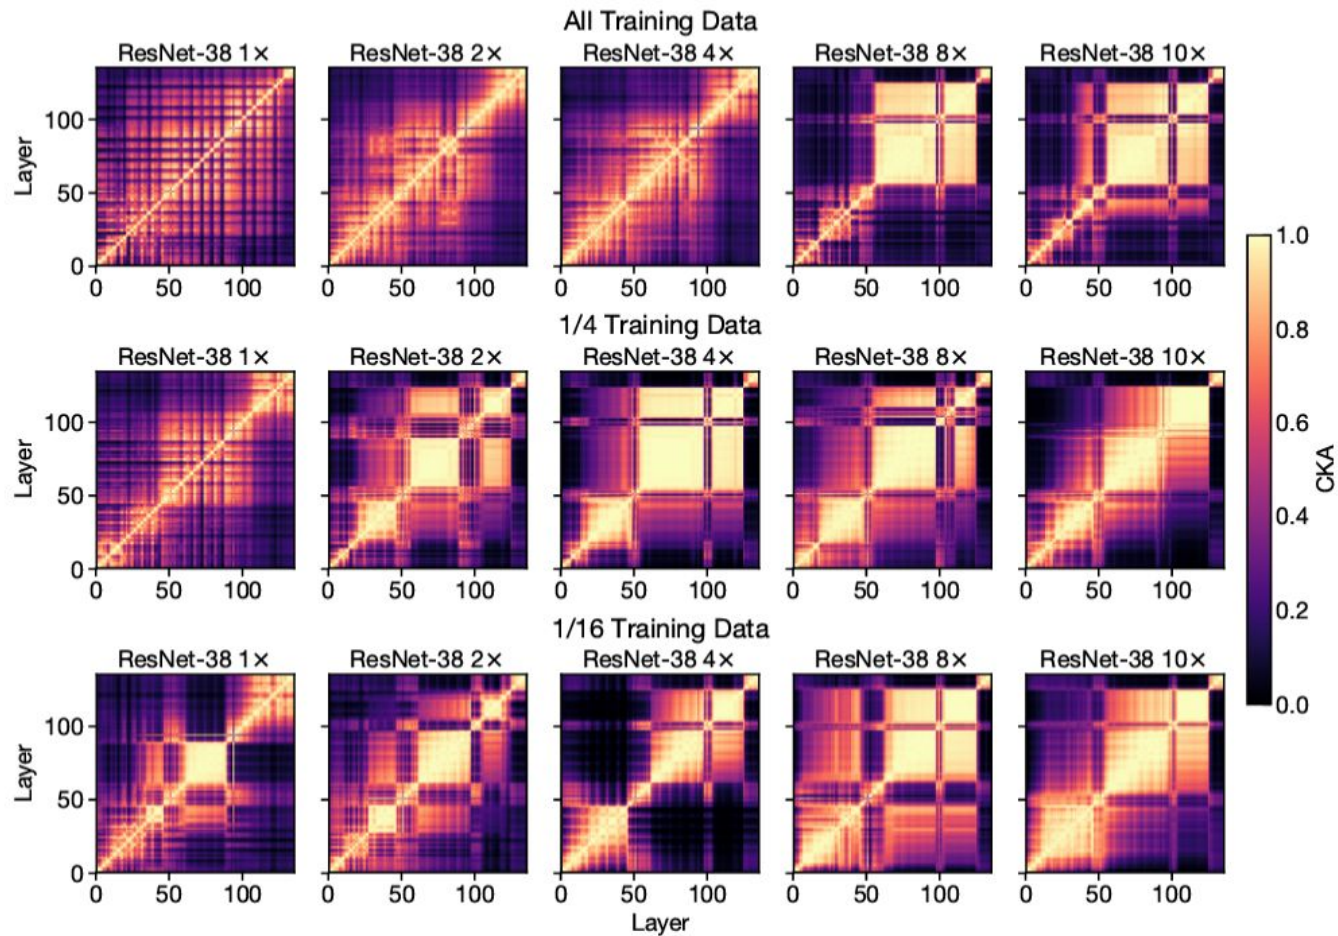 All Training Data
ResNet-38 1× ResNet-38 2× ResNet-38 4× ResNet-38 8× ResNet-38 10×
Layer
100
50
0
0 50 100 0 50 100 0 50 100 0 50 100 0 50 100
1/4 Training Data
ResNet-38 1× ResNet-38 2× ResNet-38 4× ResNet-38 8× ResNet-38 10×
Layer
100
50
0
0 50 100 0 50 100 0 50 100 0 50 100 0 50 100
1/16 Training Data
ResNet-38 1× ResNet-38 2× ResNet-38 4× ResNet-38 8× ResNet-38 10×
Layer
100
50
0
0 50 100 0 50 100 0 50 100 0 50 100 0 50 100
Layer
1.0
0.8
0.6
0.4
0.2
0.0
CKA